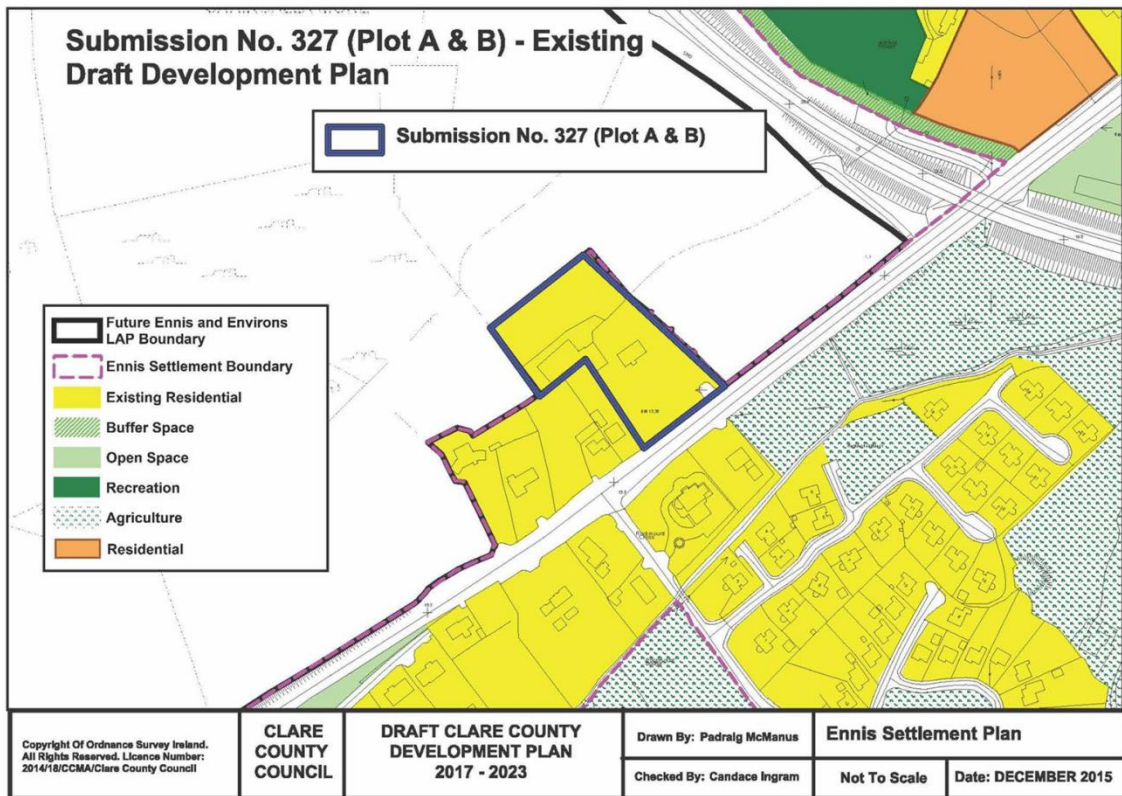 Submission No. 327 (Plot A & B) - Existing
Draft Development Plan
Submission No. 327 (Plot A & B)
Future Ennis and Environs
LAP Boundary
Ennis Settlement Boundary
Existing Residential
Buffer Space
Open Space
Recreation
Agriculture
Residential
Copyright Of Ordnance Survey Ireland.
All Rights Reserved. Licence Number:
2014/18/CCMA/Clare County Council
CLARE
COUNTY
COUNCIL
DRAFT CLARE COUNTY
DEVELOPMENT PLAN
2017 - 2023
Drawn By: Padraig McManus
Checked By: Candace Ingram
Ennis Settlement Plan
Not To Scale
Date: DECEMBER 2015